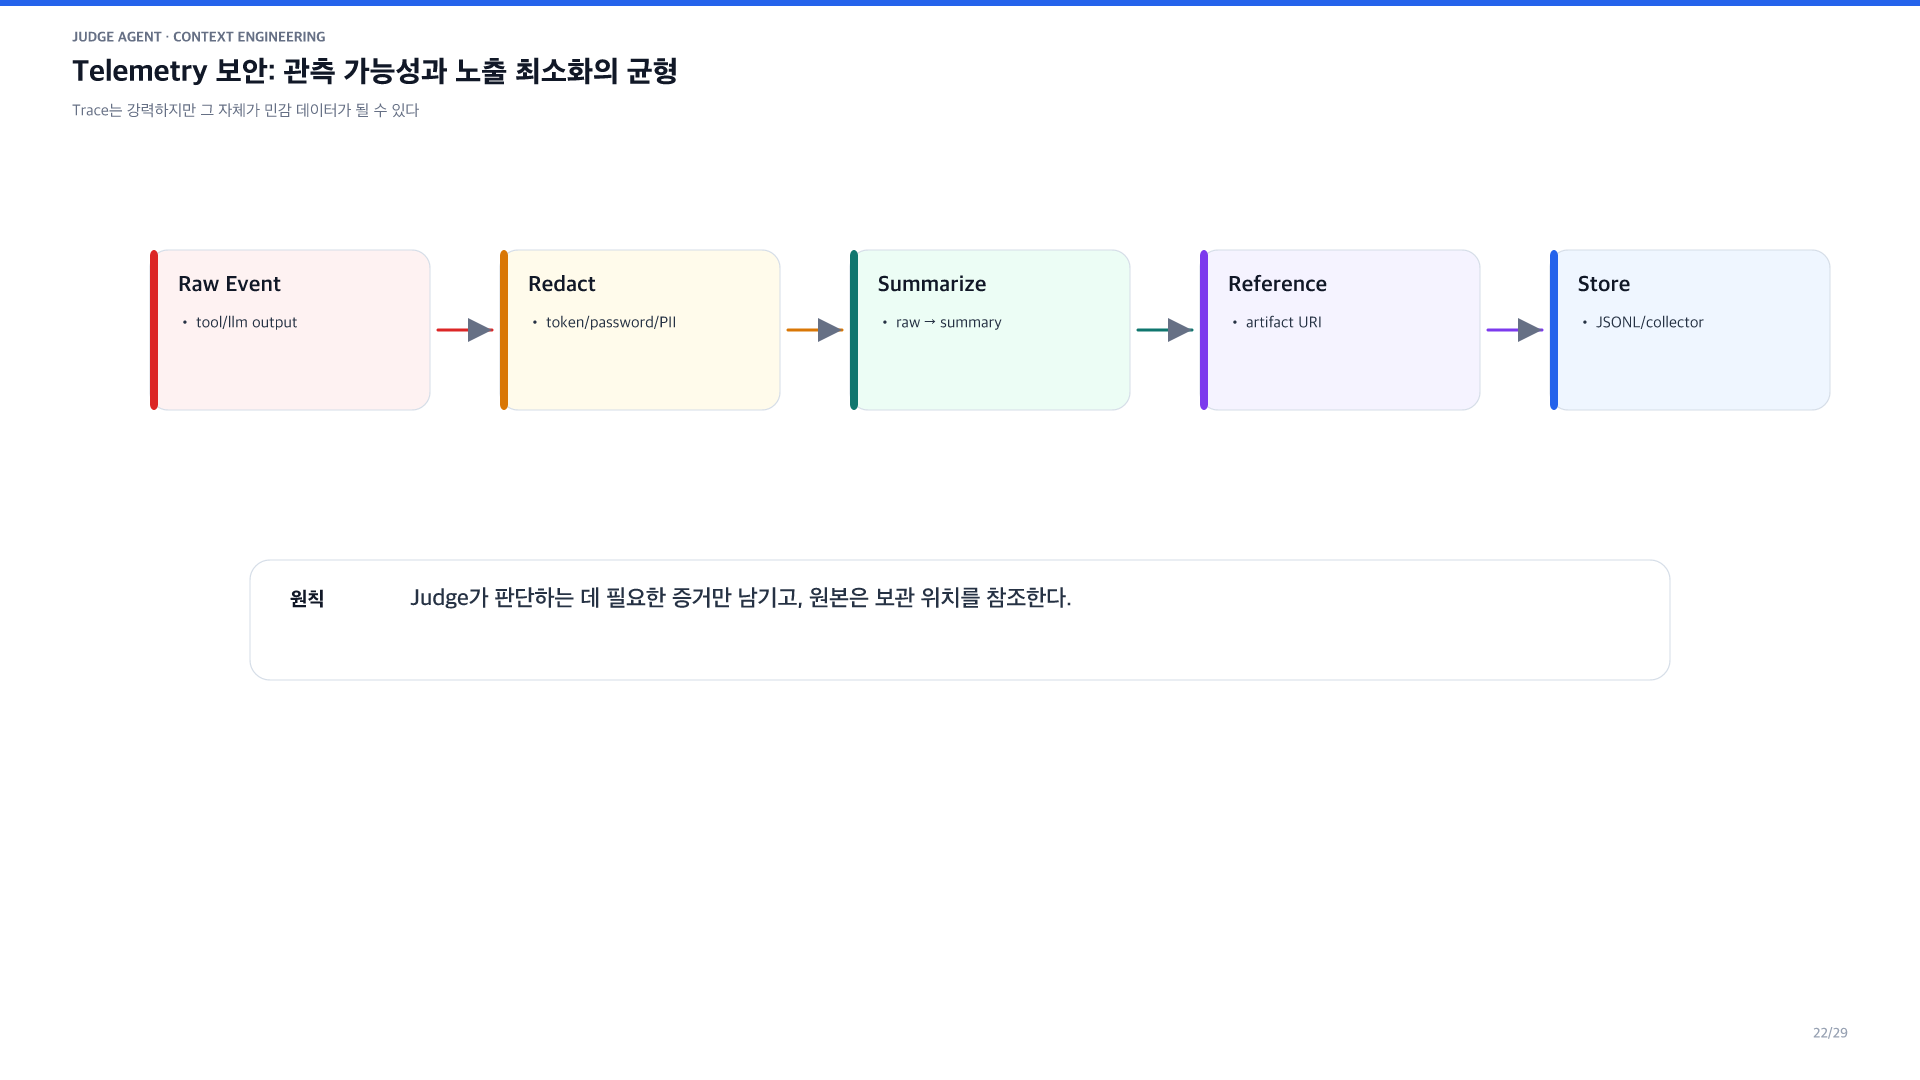 JUDGE AGENT · CONTEXT ENGINEERING
Telemetry 보안: 관측 가능성과 노출 최소화의 균형
Trace는 강력하지만 그 자체가 민감 데이터가 될 수 있다
Raw Event
• tool/llm output
Redact
• token/password/PII
Summarize
• raw → summary
Reference
• artifact URI
Store
• JSONL/collector
원칙 Judge가 판단하는 데 필요한 증거만 남기고, 원본은 보관 위치를 참조한다.
22/29